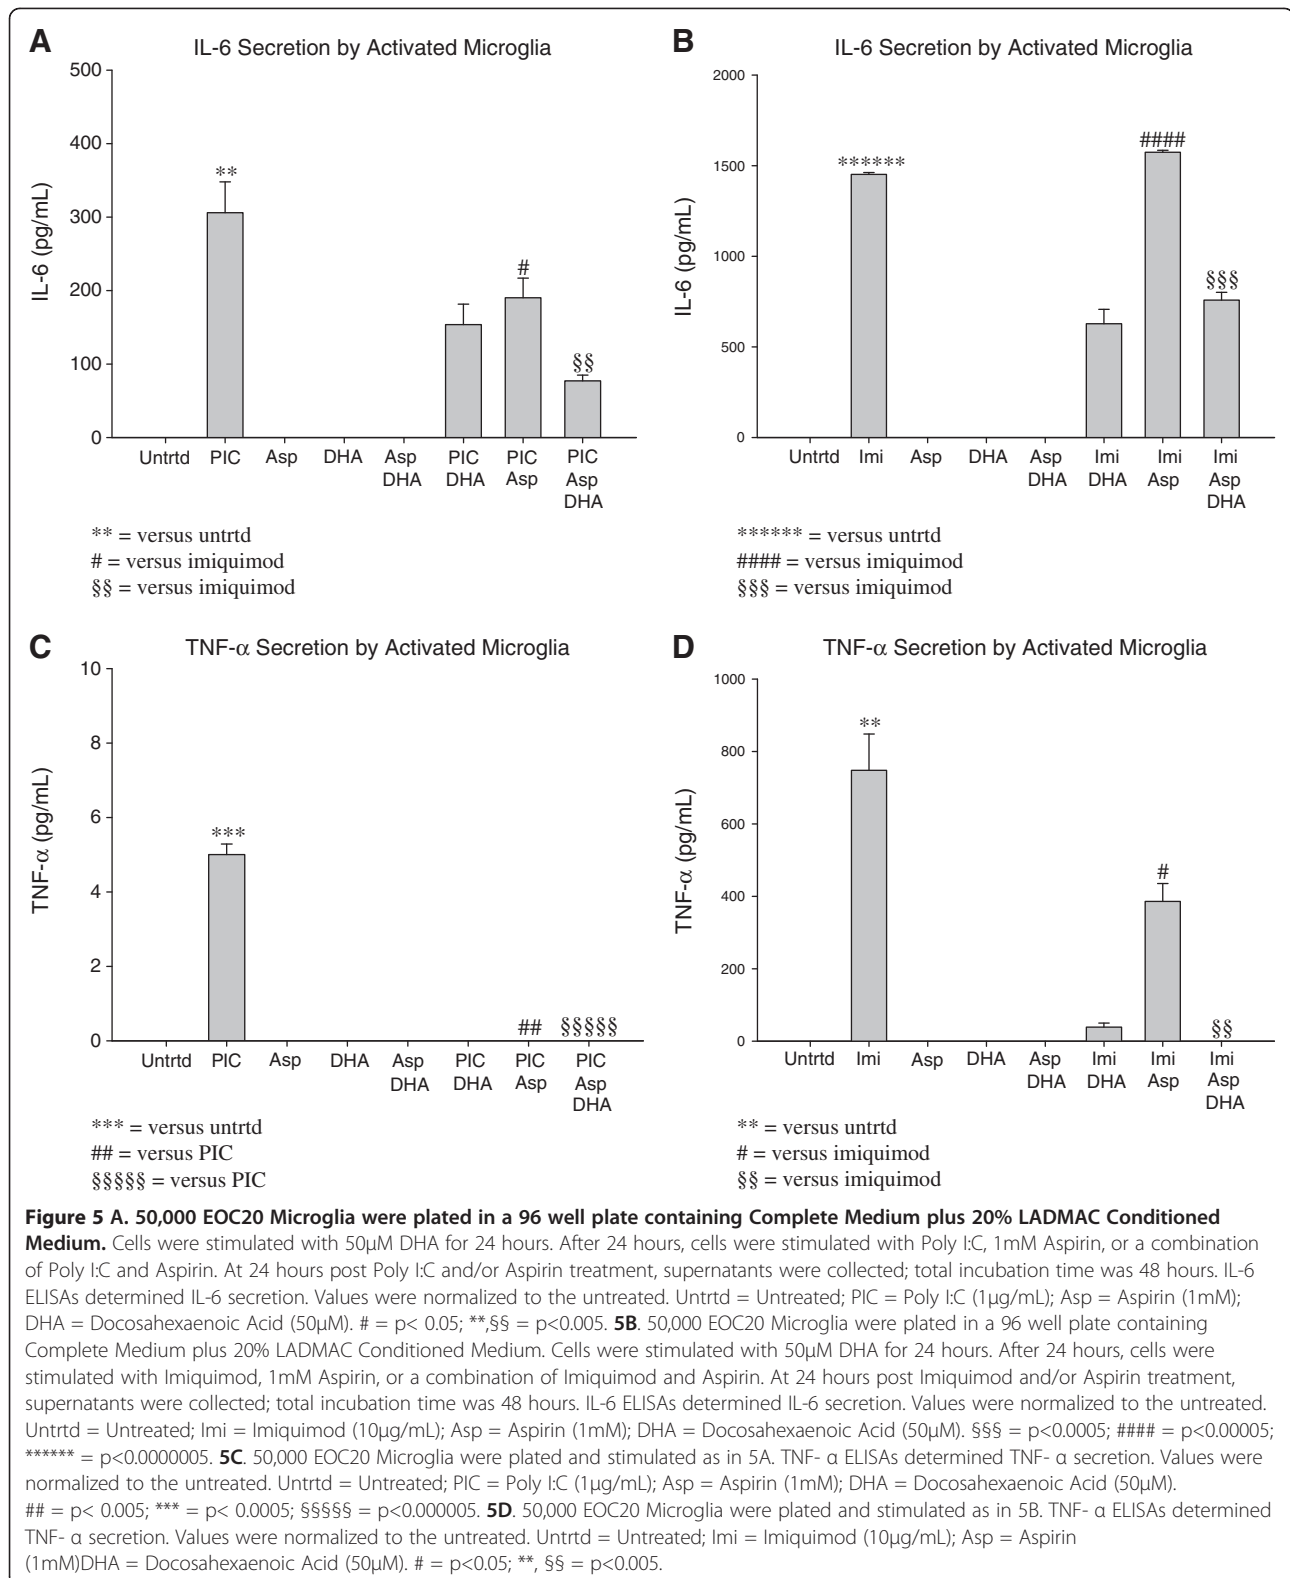 A
IL-6 Secretion by Activated Microglia
500
400
300
200
100
0
IL-6 (pg/mL)
**
#
§§
Untrtd PIC Asp DHA Asp PIC PIC PIC
DHA DHA Asp Asp
DHA
** = versus untrtd
# = versus imiquimod
§§ = versus imiquimod
B
IL-6 Secretion by Activated Microglia
2000
1500
1000
500
0
IL-6 (pg/mL)
******
####
§§§
Untrtd Imi Asp DHA Asp Imi Imi Imi
DHA DHA Asp Asp
DHA
****** = versus untrtd
#### = versus imiquimod
§§§ = versus imiquimod
C
TNF-α Secretion by Activated Microglia
10
8
6
4
2
0
TNF-α (pg/mL)
***
## §§§§§
Untrtd PIC Asp DHA Asp PIC PIC PIC
DHA DHA Asp Asp
DHA
*** = versus untrtd
## = versus PIC
§§§§§ = versus PIC
D
TNF-α Secretion by Activated Microglia
1000
800
600
400
200
0
TNF-α (pg/mL)
**
#
§§
Untrtd Imi Asp DHA Asp Imi Imi Imi
DHA DHA Asp Asp
DHA
** = versus untrtd
# = versus imiquimod
§§ = versus imiquimod
Figure 5 A. 50,000 EOC20 Microglia were plated in a 96 well plate containing Complete Medium plus 20% LADMAC Conditioned
Medium. Cells were stimulated with 50µM DHA for 24 hours. After 24 hours, cells were stimulated with Poly I:C, 1mM Aspirin, or a combination
of Poly I:C and Aspirin. At 24 hours post Poly I:C and/or Aspirin treatment, supernatants were collected; total incubation time was 48 hours. IL-6
ELISAs determined IL-6 secretion. Values were normalized to the untreated. Untrtd = Untreated; PIC = Poly I:C (1µg/mL); Asp = Aspirin (1mM);
DHA = Docosahexaenoic Acid (50µM). # = p< 0.05; **,§§ = p<0.005. 5B. 50,000 EOC20 Microglia were plated in a 96 well plate containing
Complete Medium plus 20% LADMAC Conditioned Medium. Cells were stimulated with 50µM DHA for 24 hours. After 24 hours, cells were
stimulated with Imiquimod, 1mM Aspirin, or a combination of Imiquimod and Aspirin. At 24 hours post Imiquimod and/or Aspirin treatment,
supernatants were collected; total incubation time was 48 hours. IL-6 ELISAs determined IL-6 secretion. Values were normalized to the untreated.
Untrtd = Untreated; Imi = Imiquimod (10µg/mL); Asp = Aspirin (1mM); DHA = Docosahexaenoic Acid (50µM). §§§ = p<0.0005; #### = p<0.00005;
****** = p<0.0000005. 5C. 50,000 EOC20 Microglia were plated and stimulated as in 5A. TNF- α ELISAs determined TNF- α secretion. Values were
normalized to the untreated. Untrtd = Untreated; PIC = Poly I:C (1µg/mL); Asp = Aspirin (1mM); DHA = Docosahexaenoic Acid (50µM).
## = p< 0.005; *** = p< 0.0005; §§§§§ = p<0.000005. 5D. 50,000 EOC20 Microglia were plated and stimulated as in 5B. TNF- α ELISAs determined
TNF- α secretion. Values were normalized to the untreated. Untrtd = Untreated; Imi = Imiquimod (10µg/mL); Asp = Aspirin
(1mM)DHA = Docosahexaenoic Acid (50µM). # = p<0.05; **, §§ = p<0.005.